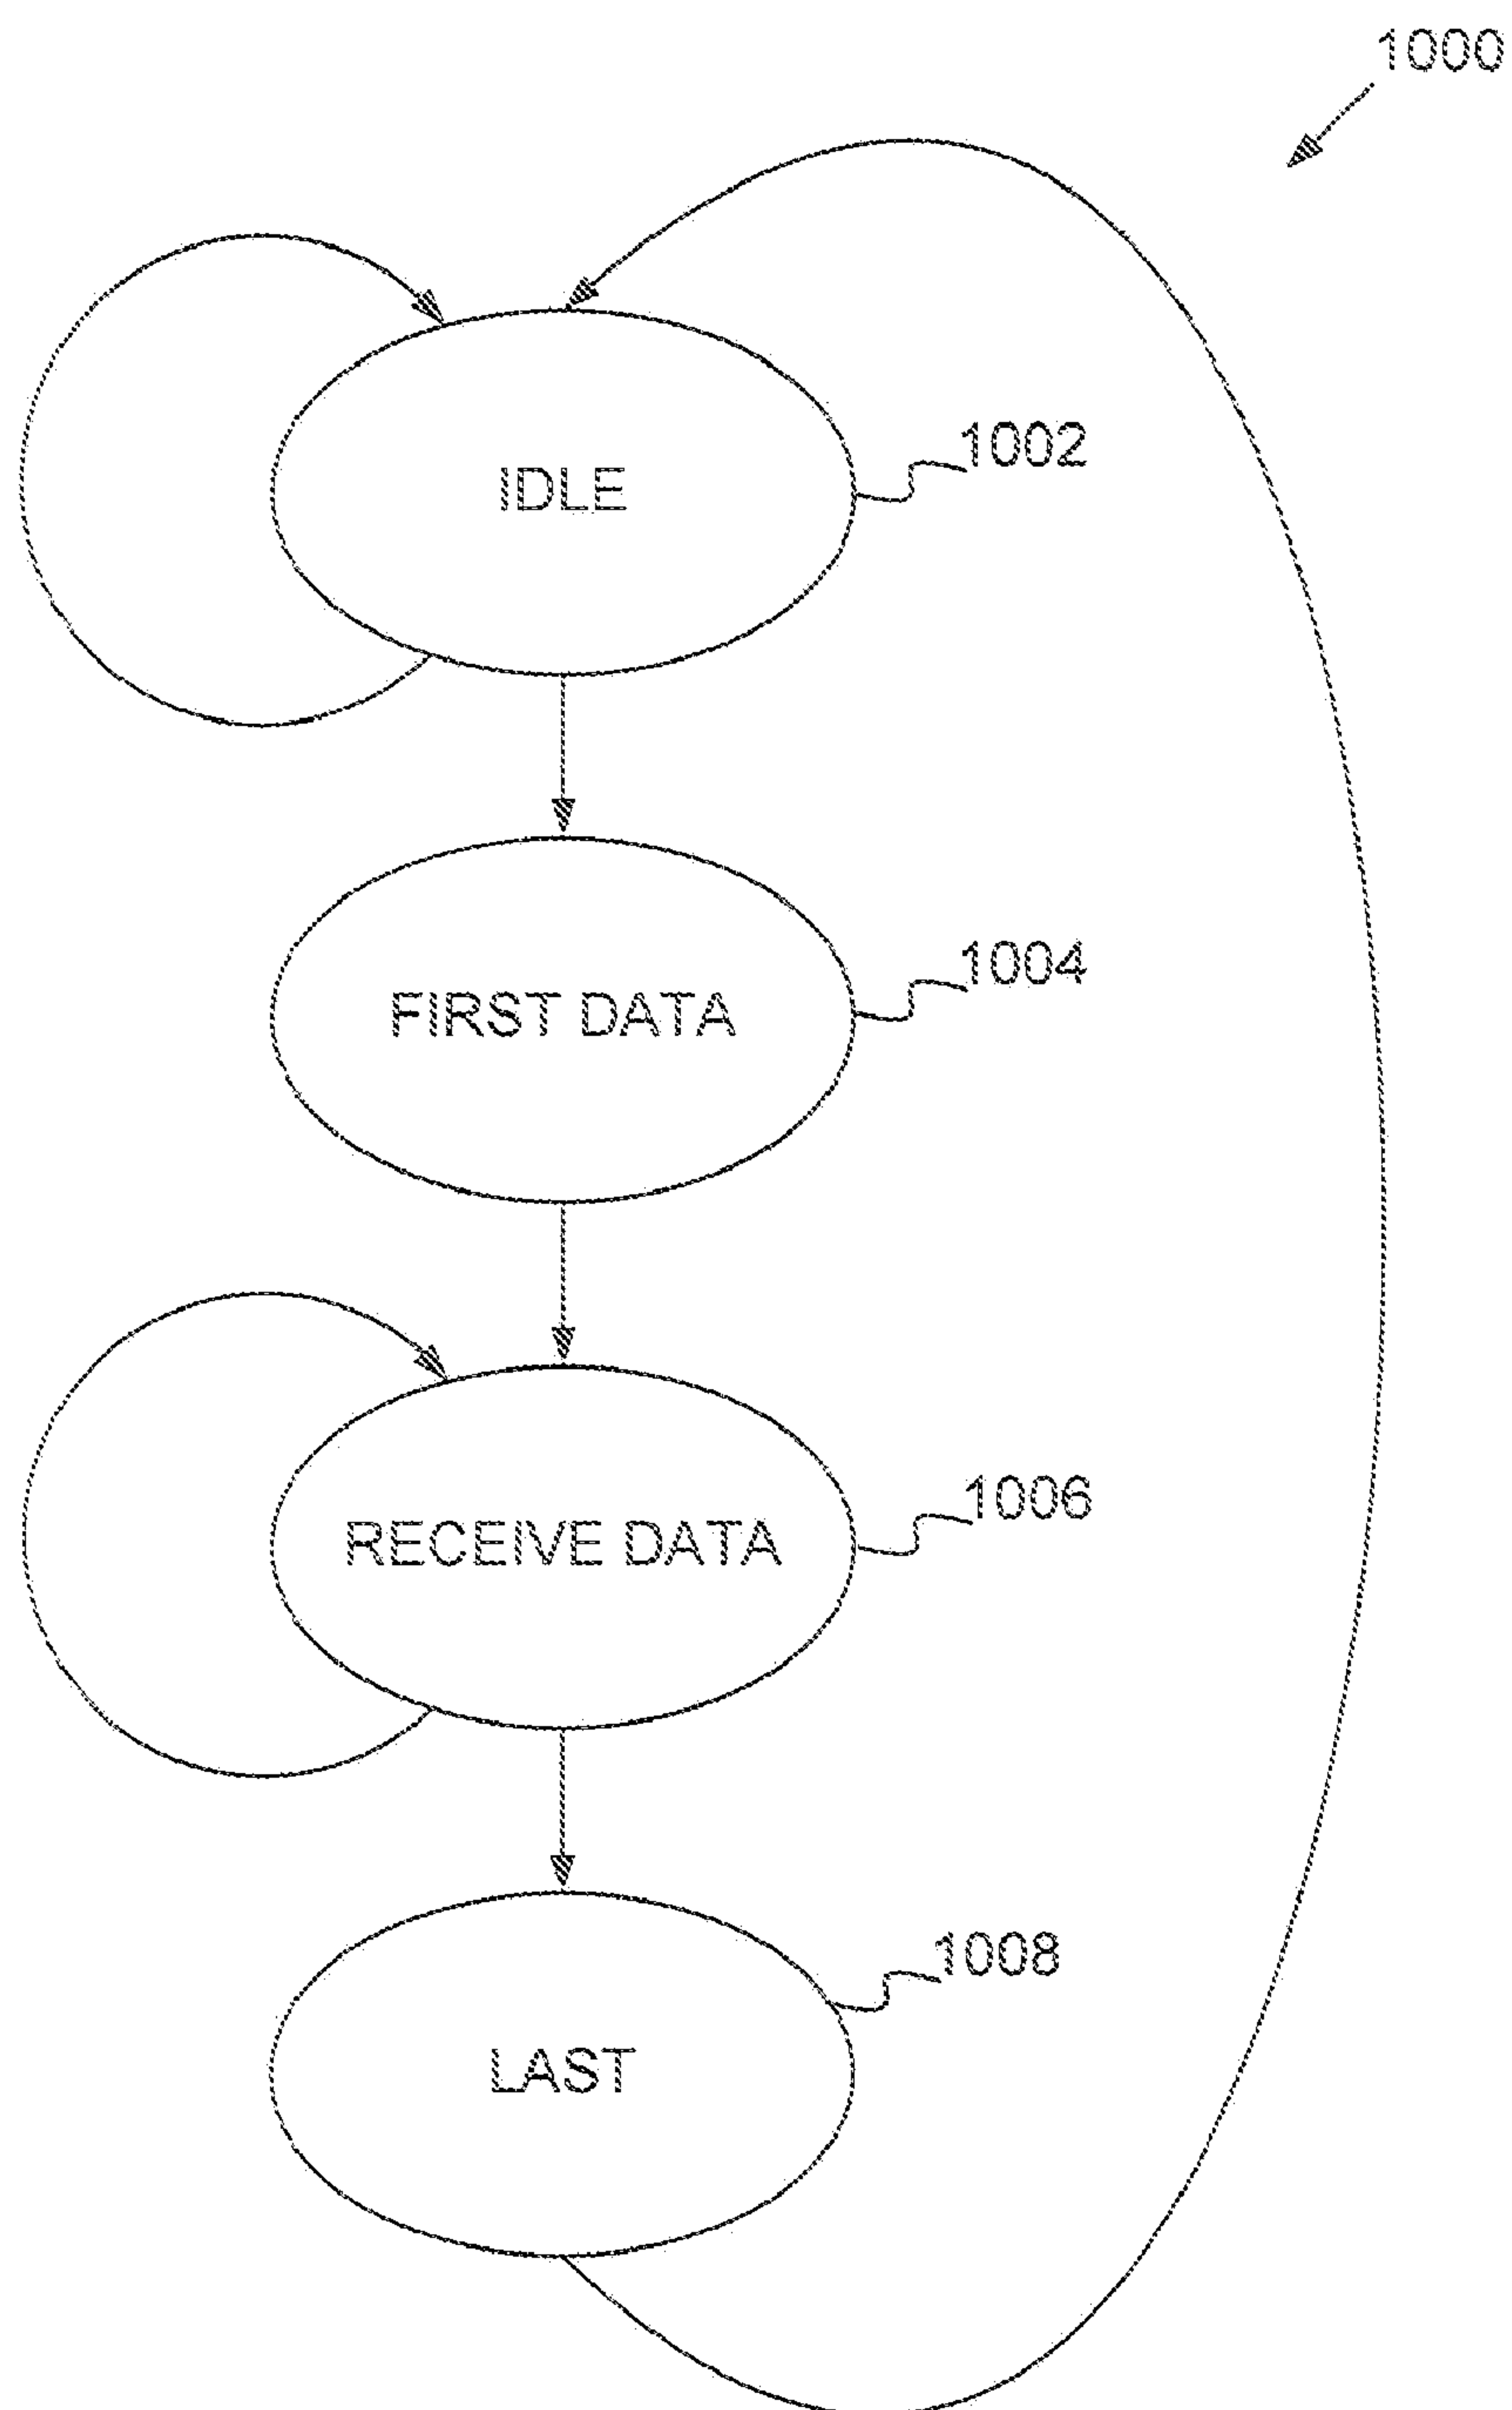 1000
1002
IDLE
1004
FIRST DATA
1006
RECEIVE DATA
1008
LAST